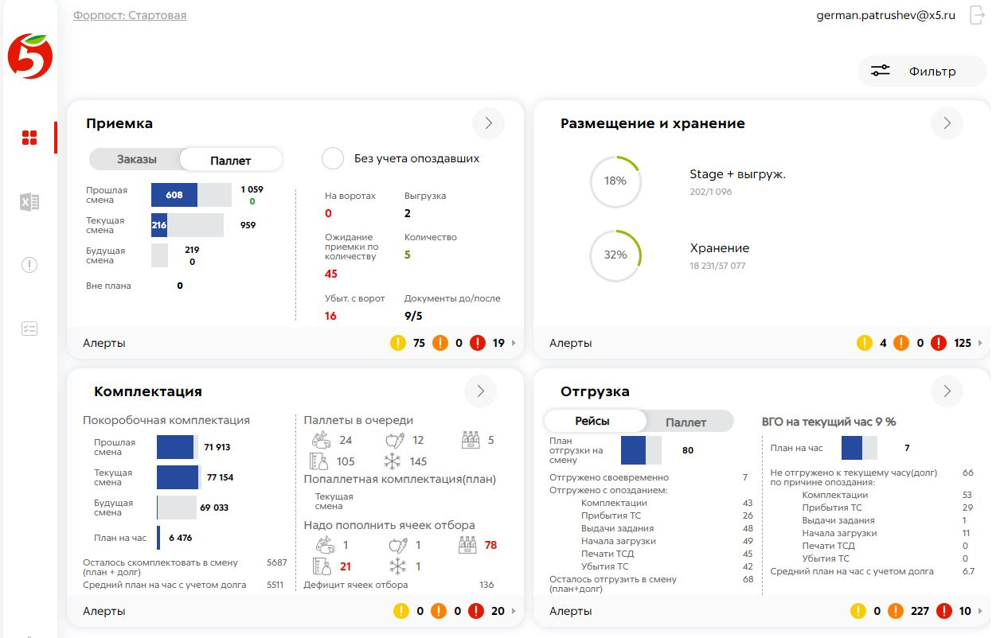 Форпост: Стартовая
german.patrushev@x5.ru
5
Фильтр
Приемка
Заказы Паллет
Без учета опоздавших
Прошлая
смена
608
1 059
0
Текущая
смена
216
959
Будущая
смена
219
0
Вне плана 0
На воротах Выгрузка
0 2
Ожидание
приемки по
количеству
45
Количество
5
Убыт. с ворот Документы до/после
16 9/5
Алерты 75 0 19
Размещение и хранение
18%
Stage + выгруж.
202/1 096
32%
Хранение
18 231/57 077
Алерты 4 0 125
Комплектация
Покоробочная комплектация
Прошлая
смена
71 913
Текущая
смена
77 154
Будущая
смена
69 033
План на час 6 476
Осталось скомплектовать в смену
(план + долг)
5687
Средний план на час с учетом долга 5511
Паллеты в очереди
24 12 5
105 145
Попаллетная комплектация(план)
Текущая
смена
Надо пополнить ячеек отбора
1 1 78
21 1
Дефицит ячеек отбора 136
Алерты 0 0 20
Отгрузка
Рейсы Паллет
План
отгрузки на
смену
80
Отгружено своевременно 7
Отгружено с опозданием:
Комплектации 43
Прибытия ТС 26
Выдачи задания 48
Начала загрузки 49
Печати ТСД 45
Убытия ТС 42
Осталось отгрузить в смену
(план+долг)
68
ВГО на текущий час 9 %
План на час 7
Не отгружено к текущему часу(долг)
по причине опоздания:
66
Комплектации 53
Прибытия ТС 29
Выдачи задания 1
Начала загрузки 11
Печати ТСД 0
Убытия ТС 0
Средний план на час с учетом долга 6.7
Алерты 0 227 10